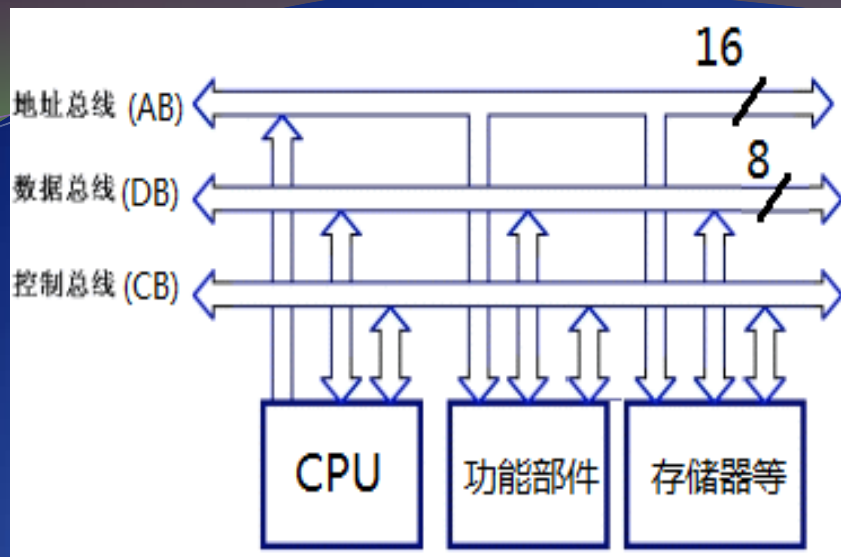 16
地址总线 (AB)
8
数据总线 (DB)
控制总线 (CB)
CPU
功能部件
存储器等